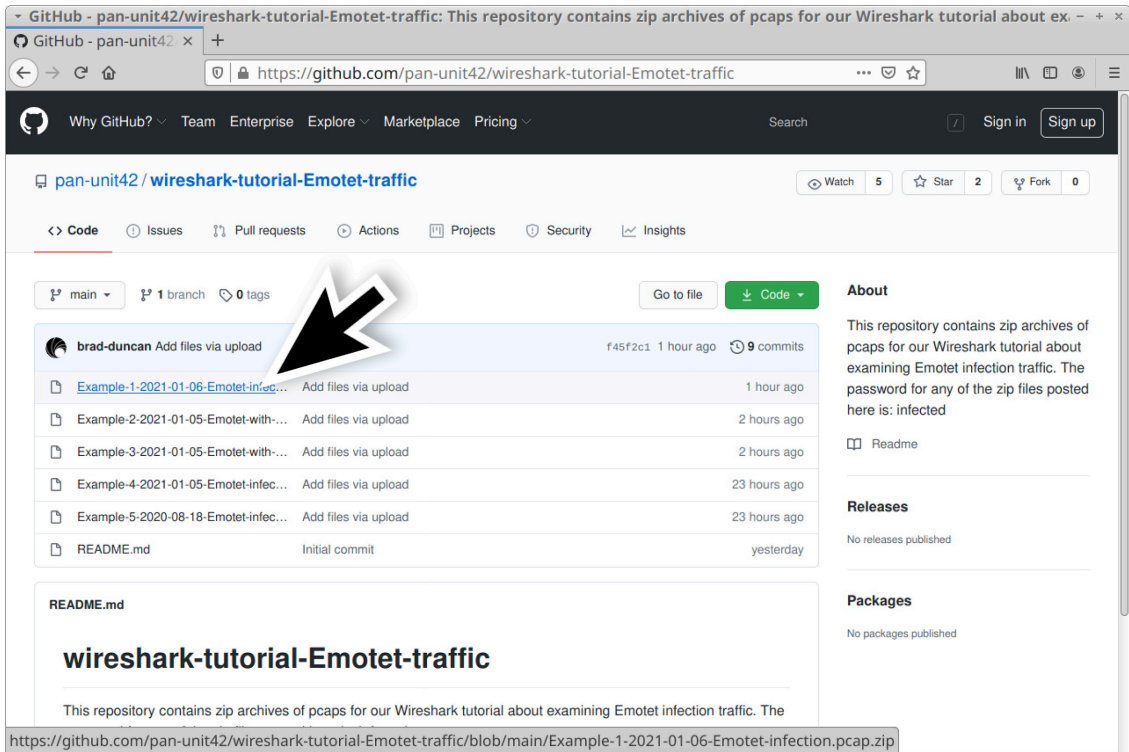 GitHub - pan-unit42/wireshark-tutorial-Emotet-traffic: This repository contains zip archives of pcaps for our Wireshark tutorial about ex
GitHub - pan-unit42
https://github.com/pan-unit42/wireshark-tutorial-Emotet-traffic
Why GitHub? Team Enterprise Explore Marketplace Pricing Search / Sign in Sign up
pan-unit42 / wireshark-tutorial-Emotet-traffic Watch 5 Star 2 Fork 0
<> Code Issues Pull requests Actions Projects Security Insights
main 1 branch 0 tags Go to file Code
brad-duncan Add files via upload f45f2c1 1 hour ago 9 commits
Example-1-2021-01-06-Emotet-infec... Add files via upload 1 hour ago
Example-2-2021-01-05-Emotet-with-... Add files via upload 2 hours ago
Example-3-2021-01-05-Emotet-with-... Add files via upload 2 hours ago
Example-4-2021-01-05-Emotet-infec... Add files via upload 23 hours ago
Example-5-2020-08-18-Emotet-infec... Add files via upload 23 hours ago
README.md Initial commit yesterday
About
This repository contains zip archives of
pcaps for our Wireshark tutorial about
examining Emotet infection traffic. The
password for any of the zip files posted
here is: infected
Readme
Releases
No releases published
Packages
No packages published
README.md
wireshark-tutorial-Emotet-traffic
This repository contains zip archives of pcaps for our Wireshark tutorial about examining Emotet infection traffic. The
https://github.com/pan-unit42/wireshark-tutorial-Emotet-traffic/blob/main/Example-1-2021-01-06-Emotet-infection.pcap.zip